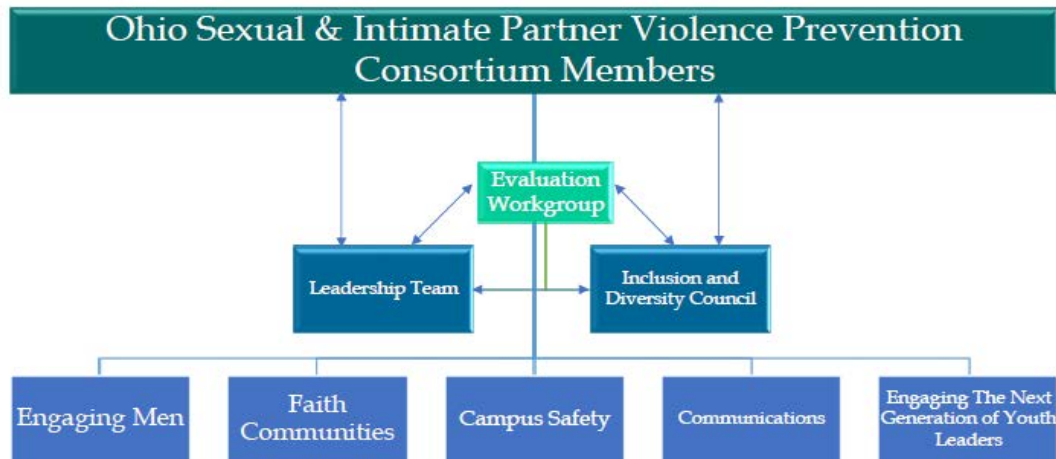 Ohio Sexual & Intimate Partner Violence Prevention
Consortium Members
Evaluation
Workgroup
Leadership Team
Inclusion and
Diversity Council
Engaging Men
Faith
Communities
Campus Safety
Communications
Engaging The Next
Generation of Youth
Leaders